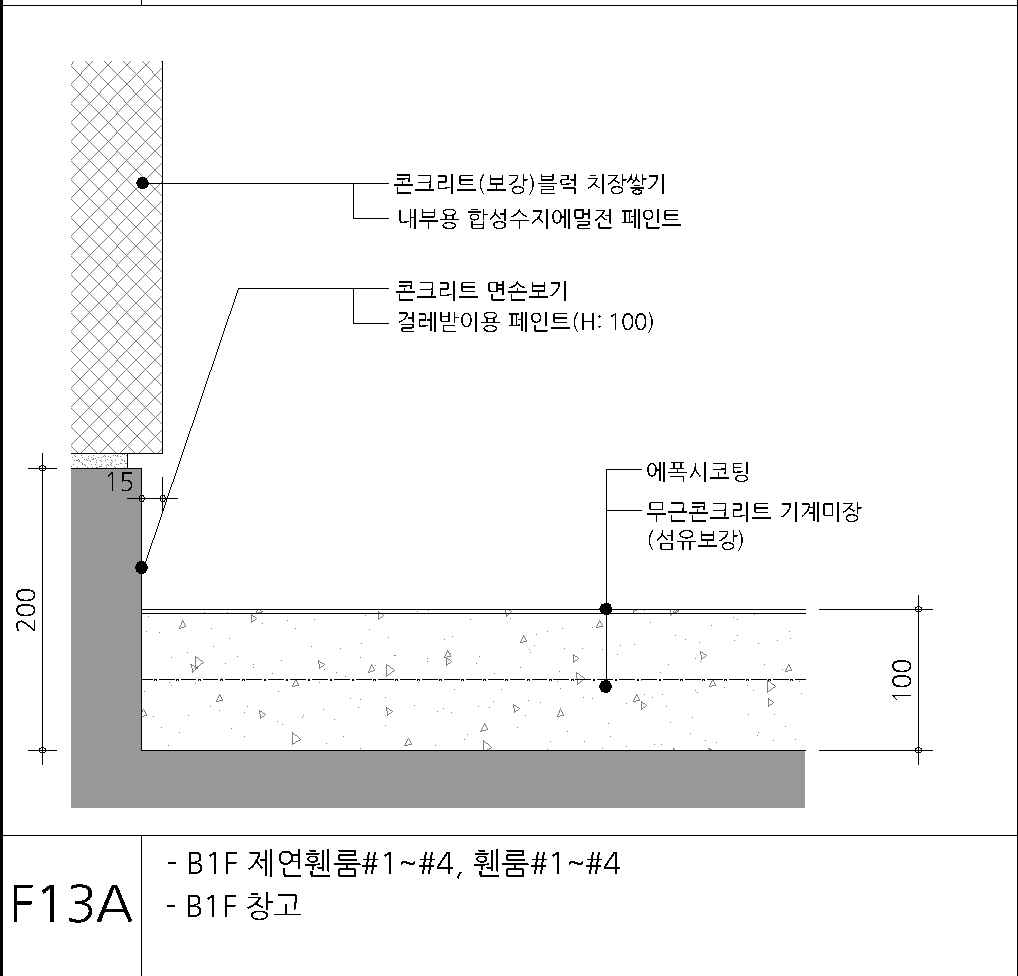 콘크리트(보강)블럭 치장쌓기
내부용 합성수지에멀전 페인트
콘크리트 면손보기
걸레받이용 페인트(H: 100)
15
에폭시코팅
무근콘크리트 기계미장
(섬유보강)
200
100
F13A
- B1F 제연휀룸#1~#4, 휀룸#1~#4
- B1F 창고